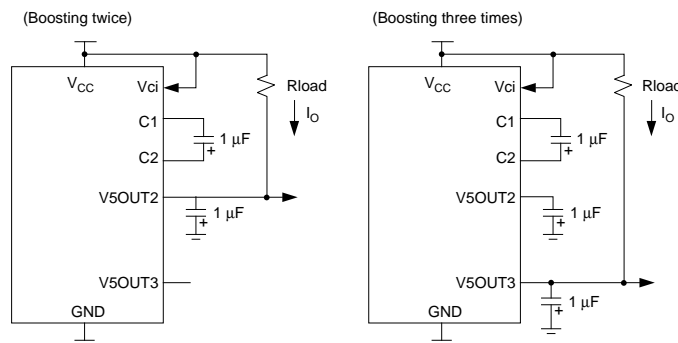 (Boosting twice)
VCC
Vci
C1
C2
V5OUT2
V5OUT3
GND
1 μF
+
1 μF
+
Rload
IO
(Boosting three times)
VCC
Vci
C1
C2
V5OUT2
V5OUT3
GND
1 μF
+
1 μF
+
1 μF
+
Rload
IO